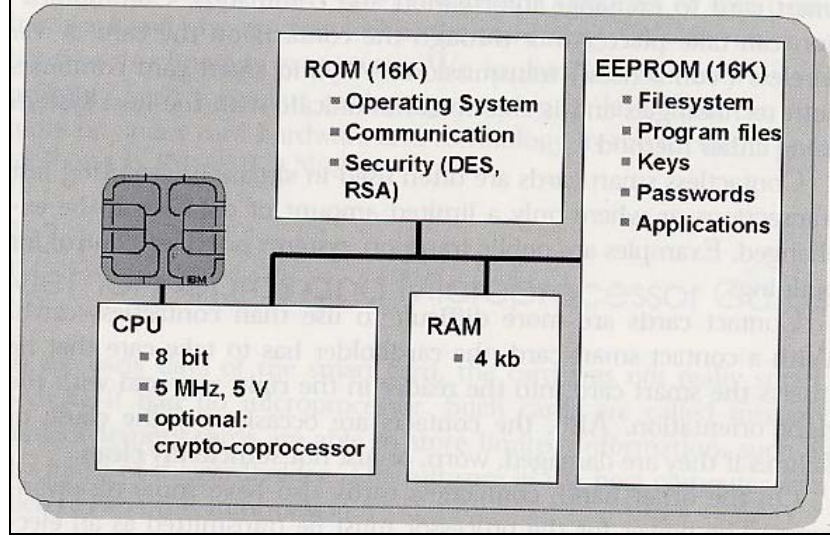 ROM (16K)
Operating System
Communication
Security (DES,
RSA)
EEPROM (16K)
Filesystem
Program files
Keys
Passwords
Applications
IBM
CPU
8 bit
5 MHz, 5 V
optional:
crypto-coprocessor
RAM
4 kb